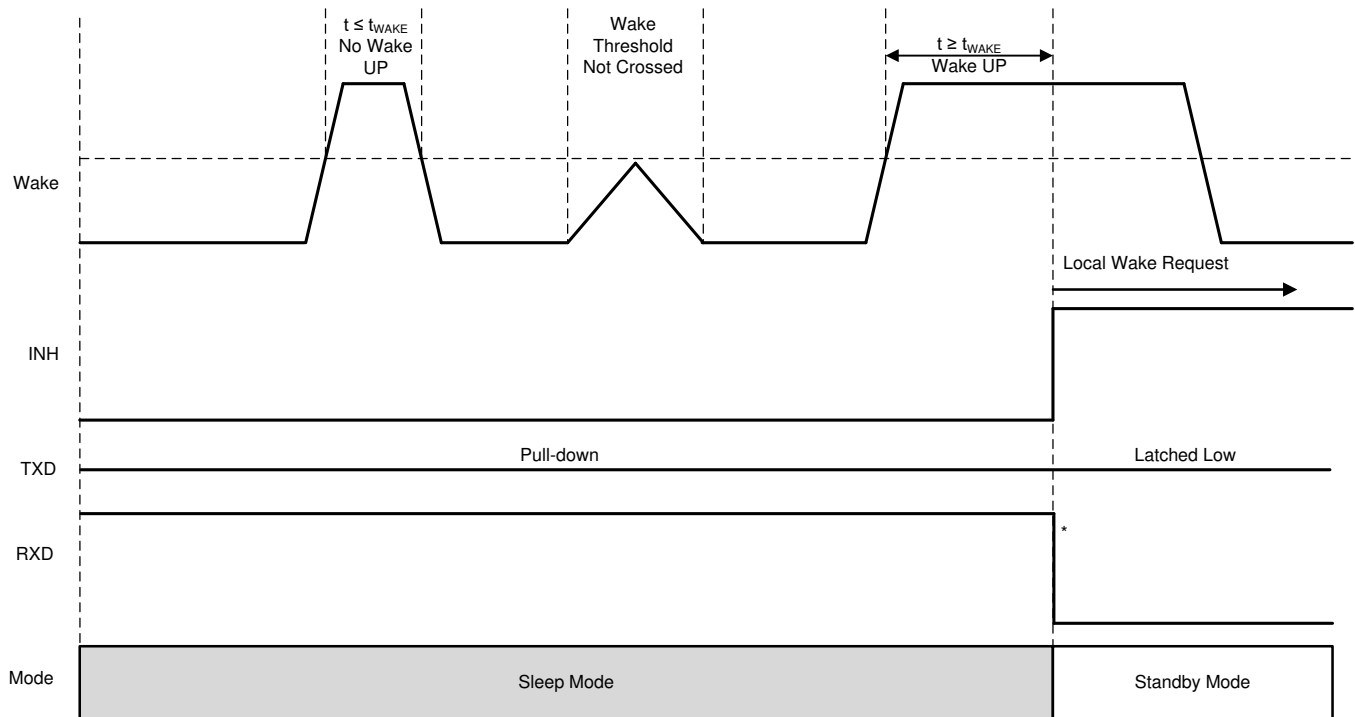 t ≤ tWAKE
No Wake
UP
Wake
Threshold
Not Crossed
t ≥ tWAKE
Wake UP
Wake
Local Wake Request
INH
Pull-down
Latched Low
TXD
*
RXD
Mode
Sleep Mode
Standby Mode